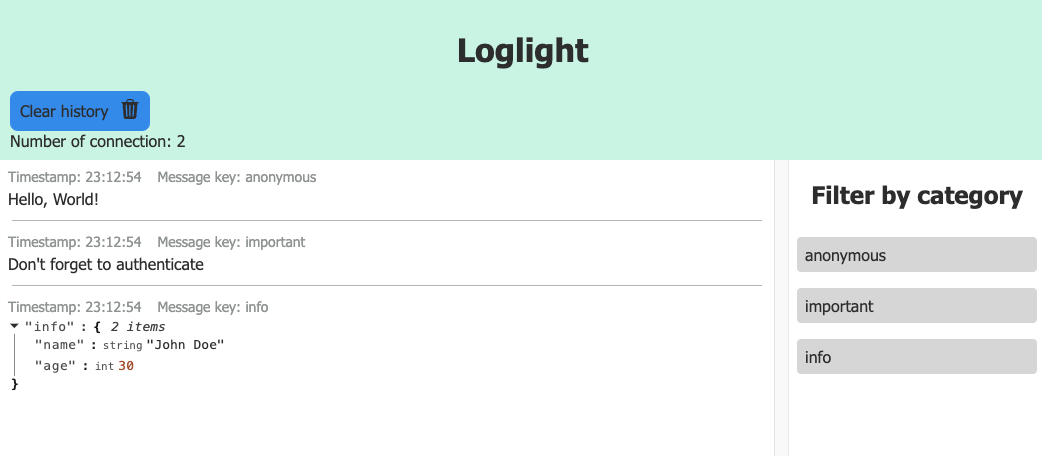 Loglight
Clear history
Number of connection: 2
Timestamp: 23:12:54 Message key: anonymous
Hello, World!
Timestamp: 23:12:54 Message key: important
Don't forget to authenticate
Timestamp: 23:12:54 Message key: info
"info" : { 2 items
"name" : string "John Doe"
"age" : int 30
}
Filter by category
anonymous
important
info